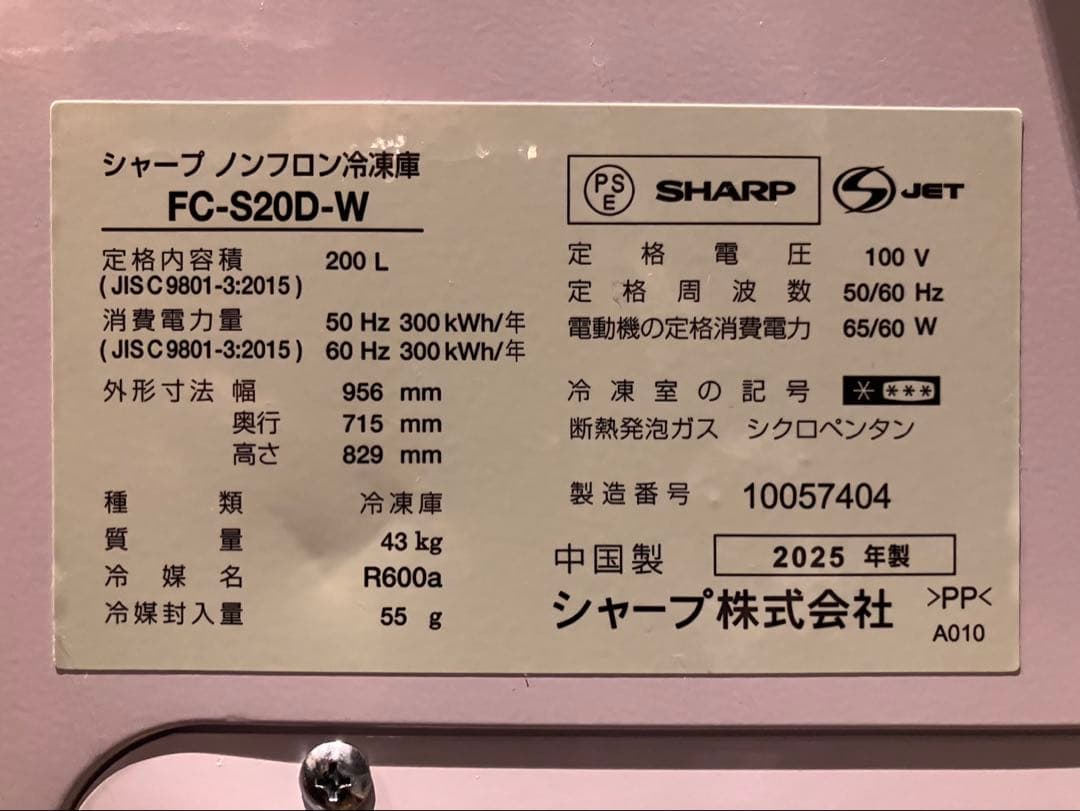 シャープ ノンフロン冷凍庫
FC-S20D-W
定格内容積 200 L
(JIS C 9801-3:2015)
消費電力量 50 Hz 300 kWh/年
(JIS C 9801-3:2015) 60 Hz 300 kWh/年
外形寸法 幅 956 mm
奥行 715 mm
高さ 829 mm
種類 冷凍庫
質量 43 kg
冷媒名 R600a
冷媒封入量 55 g
PSE SHARP S JET
定格電圧 100 V
定格周波数 50/60 Hz
電動機の定格消費電力 65/60 W
冷凍室の記号 * ***
断熱発泡ガス シクロペンタン
製造番号 10057404
中国製 2025 年製
シャープ株式会社 >PP<
A010